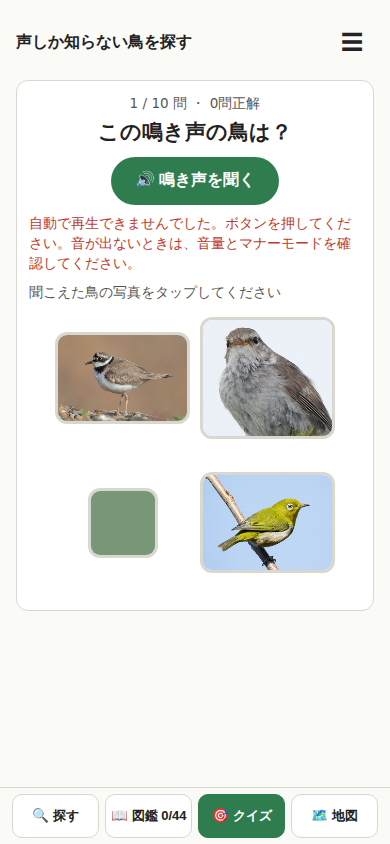 声しか知らない鳥を探す
1 / 10 問 ・ 0問正解
この鳴き声の鳥は？
🔊 鳴き声を聞く
自動で再生できませんでした。ボタンを押してくだ
さい。音が出ないときは、音量とマナーモードを確
認してください。
聞こえた鳥の写真をタップしてください
🔍 探す
📖 図鑑 0/44
🎯 クイズ
🗺️ 地図